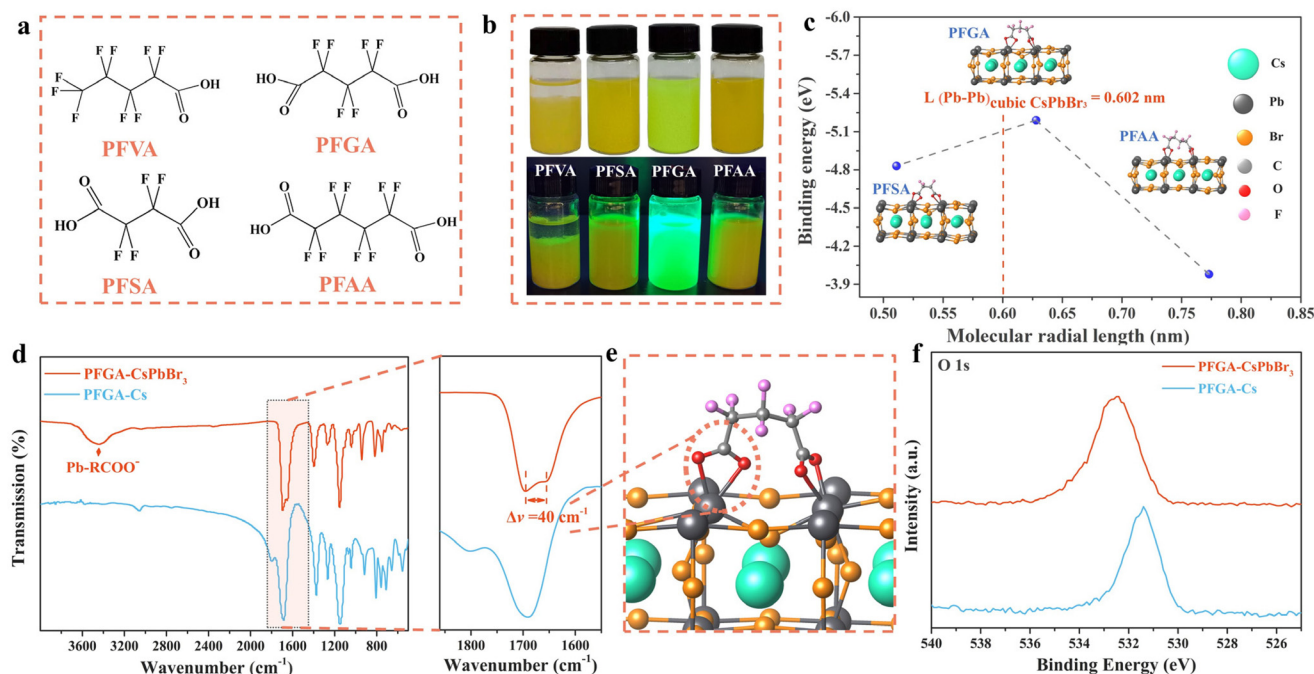 a
F F F F
F
F
F F F
OH
O
PFVA
F F F F
OH OH
O F F O
PFGA
O F F
OH
HO
F F O
PFSA
O F F F F
HO OH
F F F F O
PFAA
b
PFVA PFSA PFGA PFAA
c
Binding energy (eV)
-6.0
-5.7
-5.4
-5.1
-4.8
-4.5
-4.2
-3.9
PFGA
L (Pb-Pb)cubic CsPbBr₃ = 0.602 nm
PFSA
PFAA
Cs
Pb
Br
C
O
F
0.50 0.55 0.60 0.65 0.70 0.75 0.80 0.85
Molecular radial length (nm)
d
PFGA-CsPbBr₃
PFGA-Cs
Pb-RCOO⁻
Transmission (%)
3600 3200 2800 2400 2000 1600 1200 800
Wavenumber (cm⁻¹)
Δν =40 cm⁻¹
1800 1700 1600
Wavenumber (cm⁻¹)
e
f
O 1s
PFGA-CsPbBr₃
PFGA-Cs
Intensity (a.u.)
540 538 536 534 532 530 528 526
Binding Energy (eV)